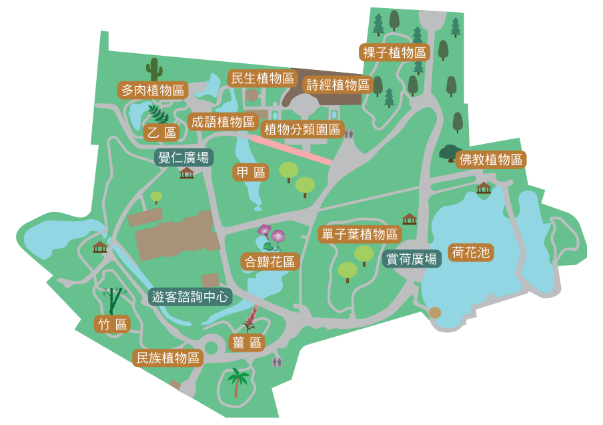 裸子植物區
民生植物區
詩經植物區
多肉植物區
成語植物區
植物分類園區
乙 區
覺仁廣場
佛教植物區
甲 區
單子葉植物區
合瓣花區
賞荷廣場
荷花池
遊客諮詢中心
竹 區
薑 區
民族植物區